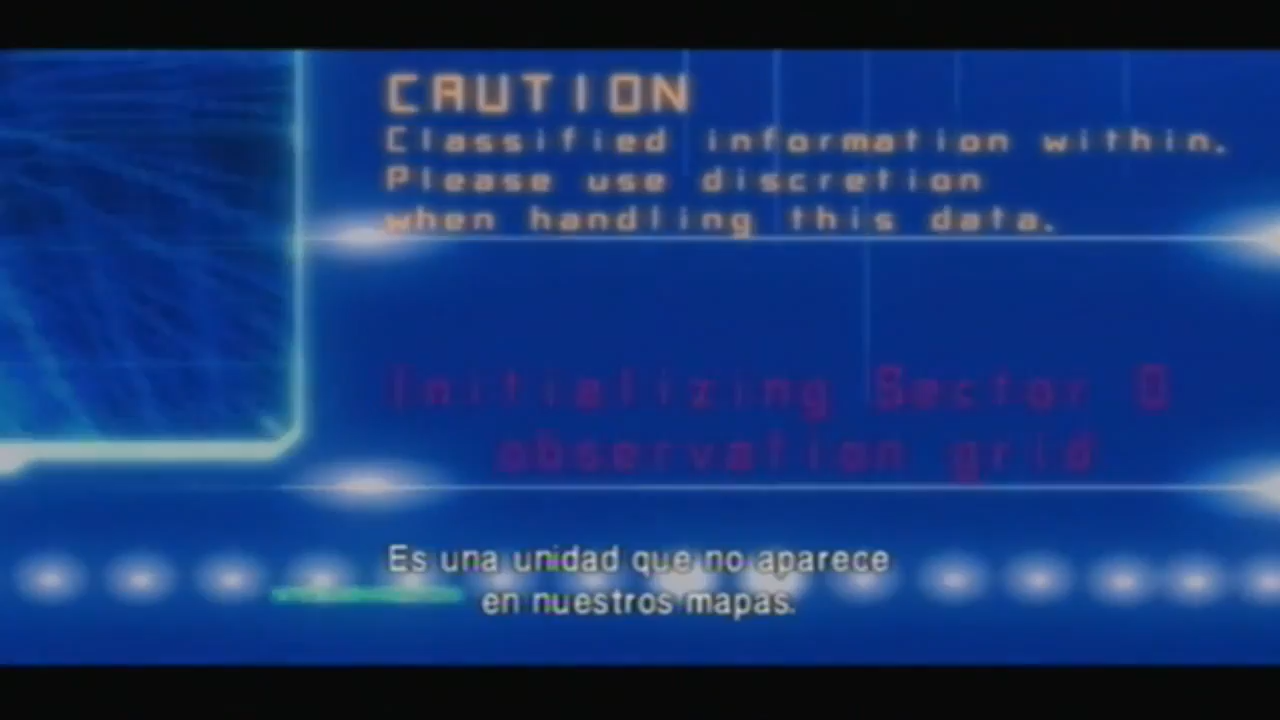 CAUTION
Classified information within.
Please use discretion
when handling this data.
Initializing Sector 0
observation grid
Es una unidad que no aparece
en nuestros mapas.